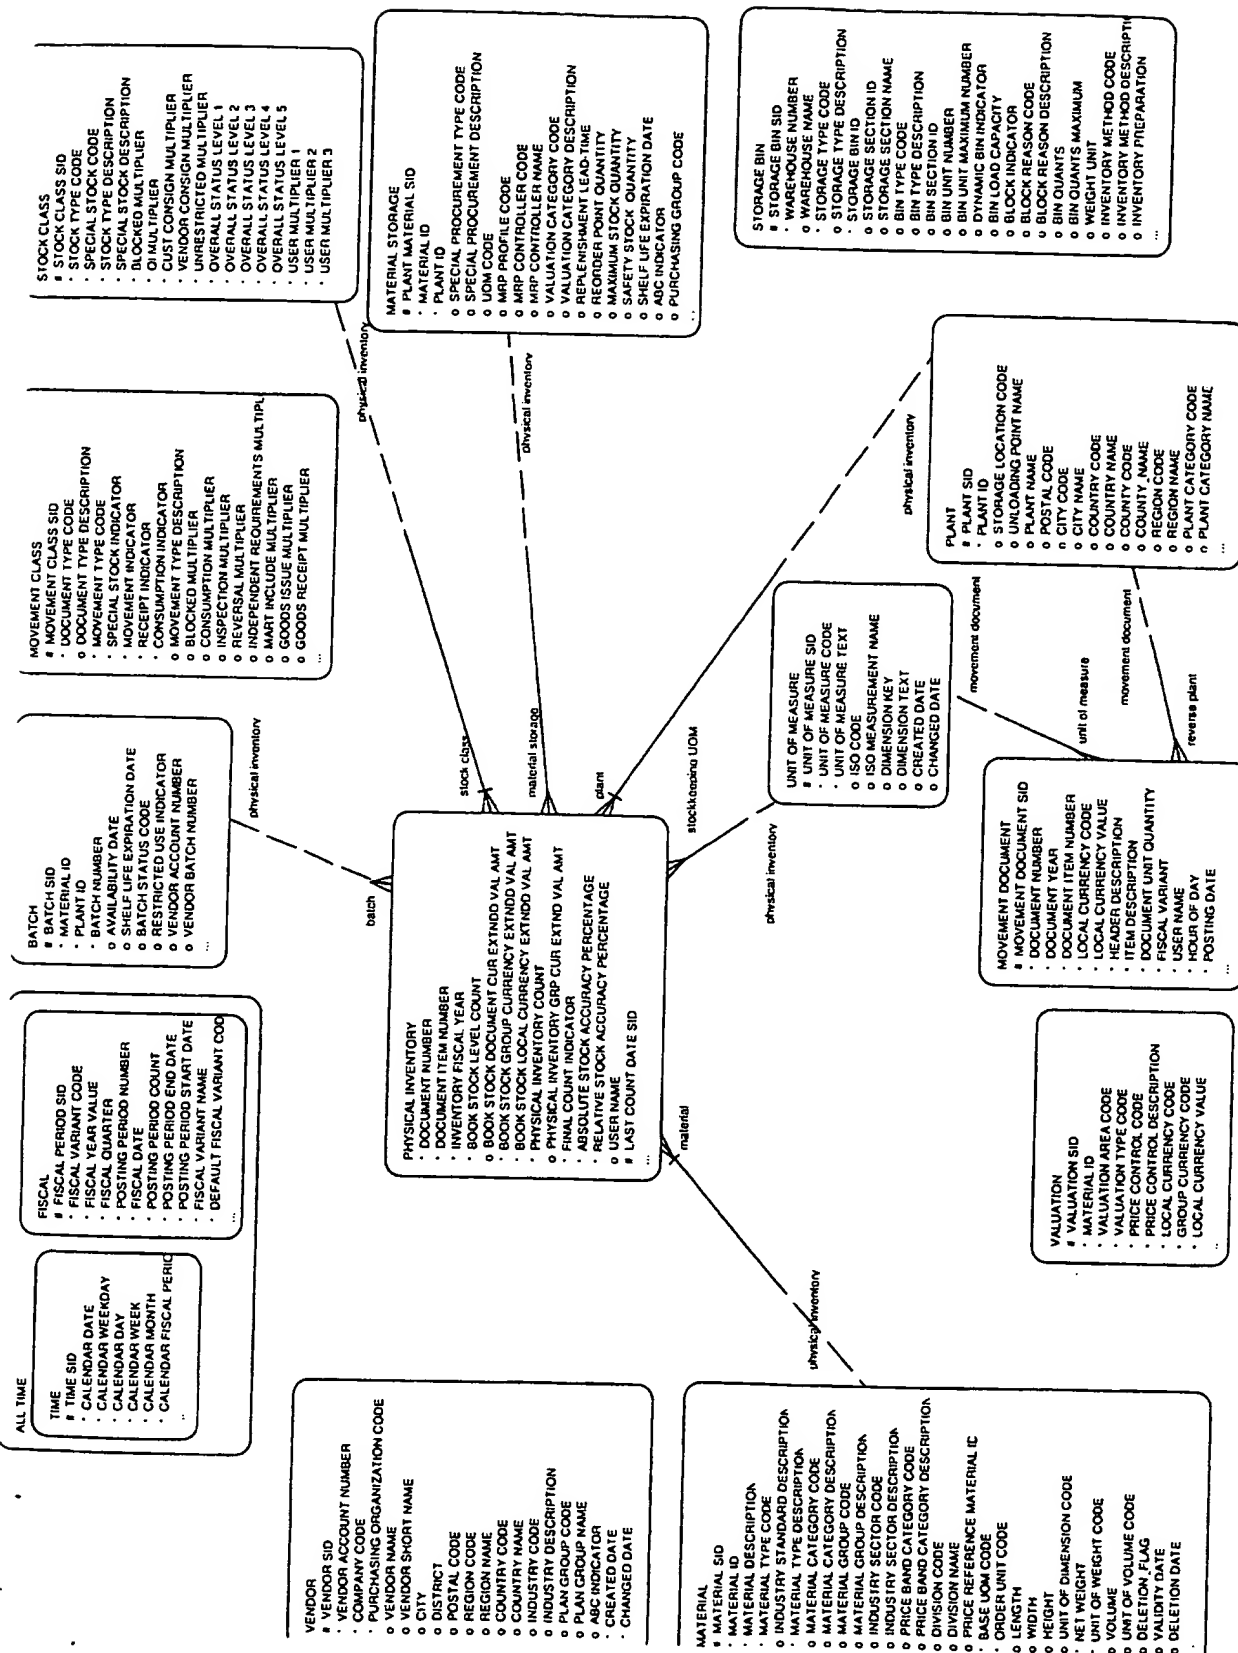 ALL TIME
TIME
# TIME SID
· CALENDAR DATE
· CALENDAR WEEKDAY
· CALENDAR DAY
· CALENDAR WEEK
· CALENDAR MONTH
· CALENDAR FISCAL PERIO
...
FISCAL
# FISCAL PERIOD SID
· FISCAL VARIANT CODE
· FISCAL YEAR VALUE
· FISCAL QUARTER
· POSTING PERIOD NUMBER
· FISCAL DATE
· POSTING PERIOD COUNT
· POSTING PERIOD END DATE
· POSTING PERIOD START DATE
· FISCAL VARIANT NAME
· DEFAULT FISCAL VARIANT COD
...
BATCH
# BATCH SID
· MATERIAL ID
· PLANT ID
· BATCH NUMBER
o AVAILABILITY DATE
o SHELF LIFE EXPIRATION DATE
o BATCH STATUS CODE
o RESTRICTED USE INDICATOR
o VENDOR ACCOUNT NUMBER
o VENDOR BATCH NUMBER
...
MOVEMENT CLASS
# MOVEMENT CLASS SID
· DOCUMENT TYPE CODE
o DOCUMENT TYPE DESCRIPTION
· MOVEMENT TYPE CODE
· SPECIAL STOCK INDICATOR
· MOVEMENT INDICATOR
· RECEIPT INDICATOR
· CONSUMPTION INDICATOR
o MOVEMENT TYPE DESCRIPTION
o BLOCKED MULTIPLIER
o CONSUMPTION MULTIPLIER
o INSPECTION MULTIPLIER
o REVERSAL MULTIPLIER
o INDEPENDENT REQUIREMENTS MULTIPL
o MART INCLUDE MULTIPLIER
o GOODS ISSUE MULTIPLIER
o GOODS RECEIPT MULTIPLIER
...
STOCK CLASS
# STOCK CLASS SID
· STOCK TYPE CODE
· SPECIAL STOCK CODE
· STOCK TYPE DESCRIPTION
· SPECIAL STOCK DESCRIPTION
· BLOCKED MULTIPLIER
· QI MULTIPLIER
· CUST CONSIGN MULTIPLIER
· VENDOR CONSIGN MULTIPLIER
· UNRESTRICTED MULTIPLIER
· OVERALL STATUS LEVEL 1
· OVERALL STATUS LEVEL 2
· OVERALL STATUS LEVEL 3
· OVERALL STATUS LEVEL 4
· OVERALL STATUS LEVEL 5
· USER MULTIPLIER 1
· USER MULTIPLIER 2
· USER MULTIPLIER 3
VENDOR
# VENDOR SID
· VENDOR ACCOUNT NUMBER
· COMPANY CODE
· PURCHASING ORGANIZATION CODE
o VENDOR NAME
o VENDOR SHORT NAME
o CITY
o DISTRICT
o POSTAL CODE
o REGION CODE
o REGION NAME
o COUNTRY CODE
o COUNTRY NAME
o INDUSTRY CODE
o INDUSTRY DESCRIPTION
o PLAN GROUP CODE
o PLAN GROUP NAME
o ABC INDICATOR
· CREATED DATE
· CHANGED DATE
physical inventory
batch
PHYSICAL INVENTORY
· DOCUMENT NUMBER
· DOCUMENT ITEM NUMBER
· INVENTORY FISCAL YEAR
· BOOK STOCK LEVEL COUNT
o BOOK STOCK DOCUMENT CUR EXTNDD VAL AMT
· BOOK STOCK GROUP CURRENCY EXTNDD VAL AMT
· BOOK STOCK LOCAL CURRENCY EXTNDD VAL AMT
· PHYSICAL INVENTORY COUNT
o PHYSICAL INVENTORY GRP CUR EXTND VAL AMT
· FINAL COUNT INDICATOR
· ABSOLUTE STOCK ACCURACY PERCENTAGE
· RELATIVE STOCK ACCURACY PERCENTAGE
o USER NAME
# LAST COUNT DATE SID
...
physical inventory
stock class
physical inventory
material storage
physical inventory
plant
stockkeeping UOM
physical inventory
material
physical inventory
MATERIAL STORAGE
# PLANT MATERIAL SID
· MATERIAL ID
· PLANT ID
o SPECIAL PROCUREMENT TYPE CODE
o SPECIAL PROCUREMENT DESCRIPTION
o UOM CODE
o MRP PROFILE CODE
o MRP CONTROLLER CODE
o MRP CONTROLLER NAME
o VALUATION CATEGORY CODE
o VALUATION CATEGORY DESCRIPTION
o REPLENISHMENT LEAD-TIME
o REORDER POINT QUANTITY
o MAXIMUM STOCK QUANTITY
o SAFETY STOCK QUANTITY
o SHELF LIFE EXPIRATION DATE
o ABC INDICATOR
o PURCHASING GROUP CODE
...
MATERIAL
# MATERIAL SID
· MATERIAL ID
· MATERIAL DESCRIPTION
· MATERIAL TYPE CODE
o INDUSTRY STANDARD DESCRIPTION
· MATERIAL TYPE DESCRIPTION
o MATERIAL CATEGORY CODE
o MATERIAL CATEGORY DESCRIPTION
o MATERIAL GROUP CODE
o MATERIAL GROUP DESCRIPTION
o INDUSTRY SECTOR CODE
o INDUSTRY SECTOR DESCRIPTION
o PRICE BAND CATEGORY CODE
o PRICE BAND CATEGORY DESCRIPTION
o DIVISION CODE
o DIVISION NAME
o PRICE REFERENCE MATERIAL ID
· BASE UOM CODE
· ORDER UNIT CODE
o LENGTH
o WIDTH
o HEIGHT
o UNIT OF DIMENSION CODE
· NET WEIGHT
· UNIT OF WEIGHT CODE
o VOLUME
o UNIT OF VOLUME CODE
o DELETION_FLAG
o VALIDITY DATE
o DELETION DATE
UNIT OF MEASURE
# UNIT OF MEASURE SID
· UNIT OF MEASURE CODE
· UNIT OF MEASURE TEXT
o ISO CODE
o ISO MEASUREMENT NAME
o DIMENSION KEY
o DIMENSION TEXT
o CREATED DATE
o CHANGED DATE
STORAGE BIN
# STORAGE BIN SID
· WAREHOUSE NUMBER
o WAREHOUSE NAME
· STORAGE TYPE CODE
o STORAGE TYPE DESCRIPTION
· STORAGE BIN ID
o STORAGE SECTION ID
o STORAGE SECTION NAME
o BIN TYPE CODE
o BIN TYPE DESCRIPTION
o BIN SECTION ID
o BIN UNIT NUMBER
o BIN UNIT MAXIMUM NUMBER
o DYNAMIC BIN INDICATOR
o BIN LOAD CAPACITY
o BLOCK INDICATOR
o BLOCK REASON CODE
o BLOCK REASON DESCRIPTION
o BIN QUANTS
o BIN QUANTS MAXIMUM
o WEIGHT UNIT
o INVENTORY METHOD CODE
o INVENTORY METHOD DESCRIPTI
o INVENTORY PREPARATION
...
movement document
unit of measure
movement document
reverse plant
PLANT
# PLANT SID
· PLANT ID
o STORAGE LOCATION CODE
o UNLOADING POINT NAME
o PLANT NAME
o POSTAL CODE
o CITY CODE
o CITY NAME
o COUNTRY CODE
o COUNTRY NAME
o COUNTY CODE
o COUNTY_NAME
o REGION CODE
o REGION NAME
o PLANT CATEGORY CODE
o PLANT CATEGORY NAME
VALUATION
# VALUATION SID
· MATERIAL ID
· VALUATION AREA CODE
· VALUATION TYPE CODE
· PRICE CONTROL CODE
· PRICE CONTROL DESCRIPTION
· LOCAL CURRENCY CODE
· GROUP CURRENCY CODE
· LOCAL CURRENCY VALUE
...
MOVEMENT DOCUMENT
# MOVEMENT DOCUMENT SID
· DOCUMENT NUMBER
· DOCUMENT YEAR
· DOCUMENT ITEM NUMBER
· LOCAL CURRENCY CODE
· LOCAL CURRENCY VALUE
· HEADER DESCRIPTION
· ITEM DESCRIPTION
· DOCUMENT UNIT QUANTITY
· FISCAL VARIANT
· USER NAME
· HOUR OF DAY
· POSTING DATE
...